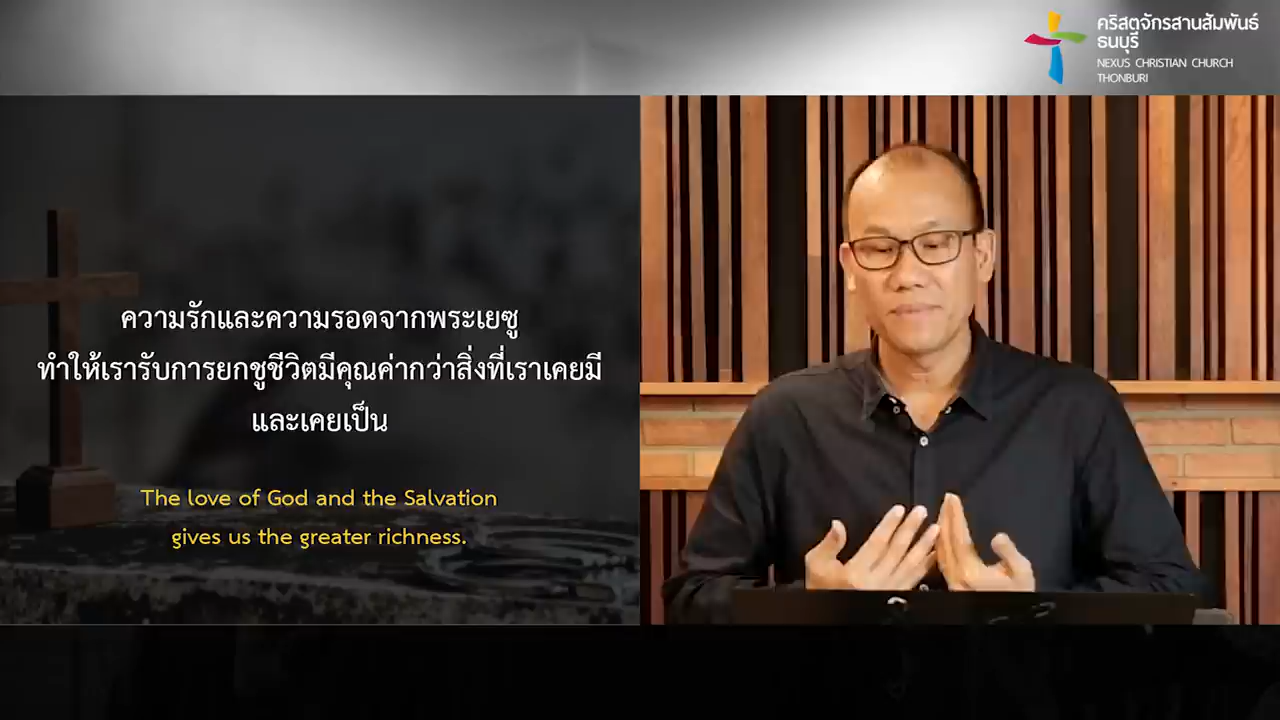 คริสตจักรสานสัมพันธ์
ธนบุรี
NEXUS CHRISTIAN CHURCH
THONBURI
ความรักและความรอดจากพระเยซู
ทำให้เรารับการยกชูชีวิตมีคุณค่ากว่าสิ่งที่เราเคยมี
และเคยเป็น
The love of God and the Salvation
gives us the greater richness.